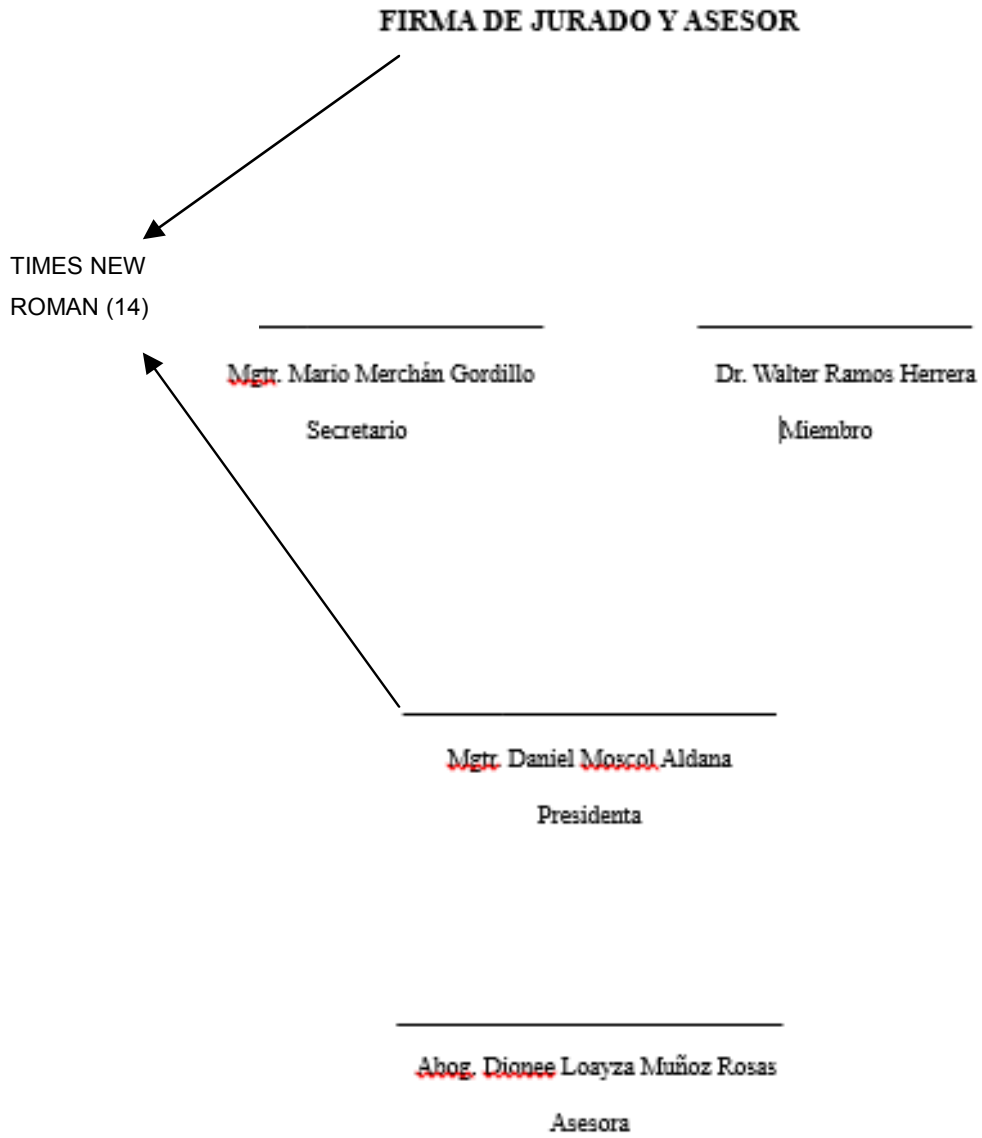 FIRMA DE JURADO Y ASESOR
TIMES NEW
ROMAN (14)
Mgtr. Mario Merchán Gordillo
Dr. Walter Ramos Herrera
Secretario
Miembro
Mgtr. Daniel Moscol Aldana
Presidenta
Abog. Dionee Loayza Muñoz Rosas
Asesora